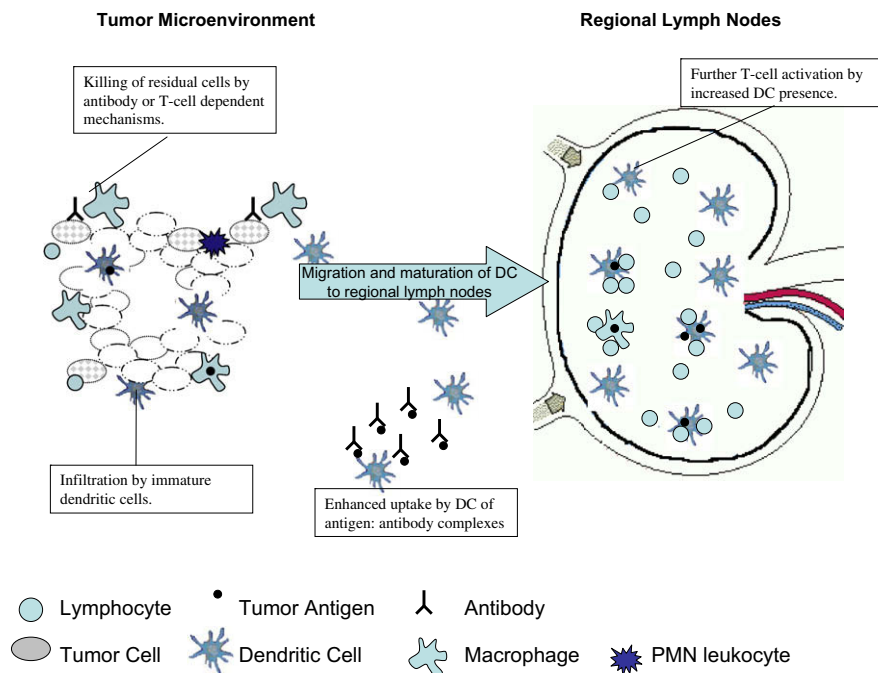 Tumor Microenvironment
Regional Lymph Nodes
Killing of residual cells by
antibody or T-cell dependent
mechanisms.
Further T-cell activation by
increased DC presence.
Migration and maturation of DC
to regional lymph nodes
Infiltration by immature
dendritic cells.
Enhanced uptake by DC of
antigen: antibody complexes
Lymphocyte
Tumor Antigen
Antibody
Tumor Cell
Dendritic Cell
Macrophage
PMN leukocyte